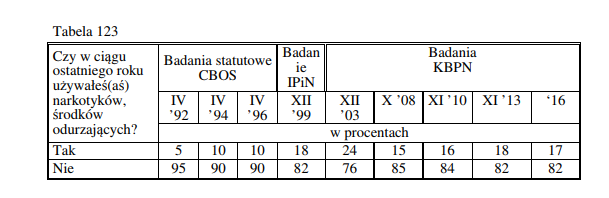 Tabela 123
Czy w ciągu ostatniego roku używałeś(aś) narkotyków, środków odurzających? Badania statutowe CBOS Badanie IPiN Badania KBPN
IV '92 IV '94 IV '96 XII '99 XII '03 X '08 XI '10 XI '13 '16
w procentach
Tak 5 10 10 18 24 15 16 18 17
Nie 95 90 90 82 76 85 84 82 82